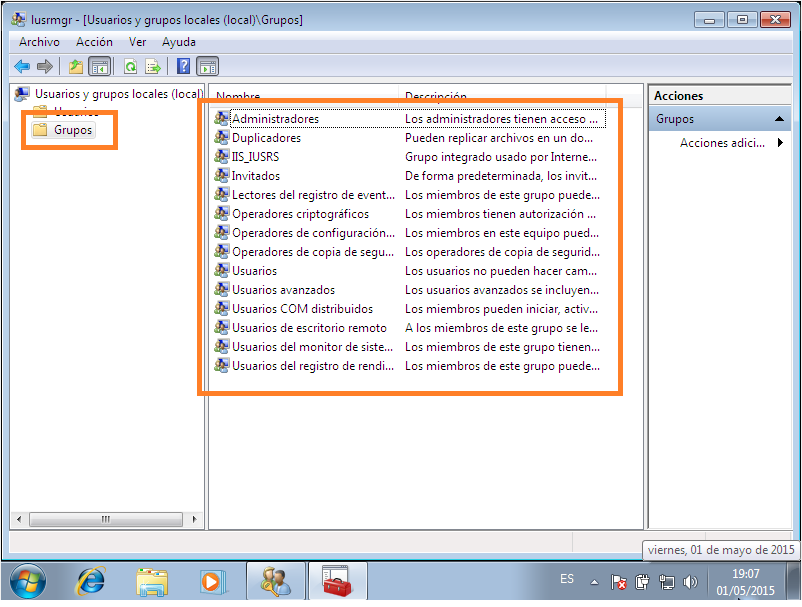 lusrmgr - [Usuarios y grupos locales (local)\Grupos]
Archivo Acción Ver Ayuda
Usuarios y grupos locales (local)
Usuarios
Grupos
Nombre Descripción
Administradores Los administradores tienen acceso ...
Duplicadores Pueden replicar archivos en un do...
IIS_IUSRS Grupo integrado usado por Interne...
Invitados De forma predeterminada, los invit...
Lectores del registro de event... Los miembros de este grupo puede...
Operadores criptográficos Los miembros tienen autorización ...
Operadores de configuración... Los miembros en este equipo pued...
Operadores de copia de segu... Los operadores de copia de segurid...
Usuarios Los usuarios no pueden hacer cam...
Usuarios avanzados Los usuarios avanzados se incluyen...
Usuarios COM distribuidos Los miembros pueden iniciar, activ...
Usuarios de escritorio remoto A los miembros de este grupo se le...
Usuarios del monitor de siste... Los miembros de este grupo tienen...
Usuarios del registro de rendi... Los miembros de este grupo puede...
Acciones
Grupos
Acciones adici...
viernes, 01 de mayo de 2015
ES
19:07
01/05/2015